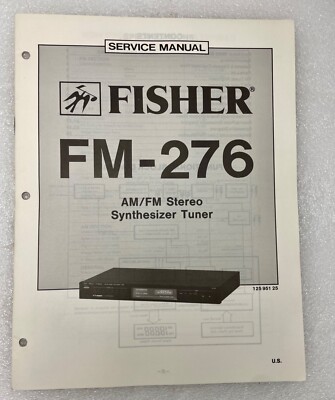 SERVICE MANUAL
FISHER®
FM-276
AM/FM Stereo
Synthesizer Tuner
125 951 25
U.S.